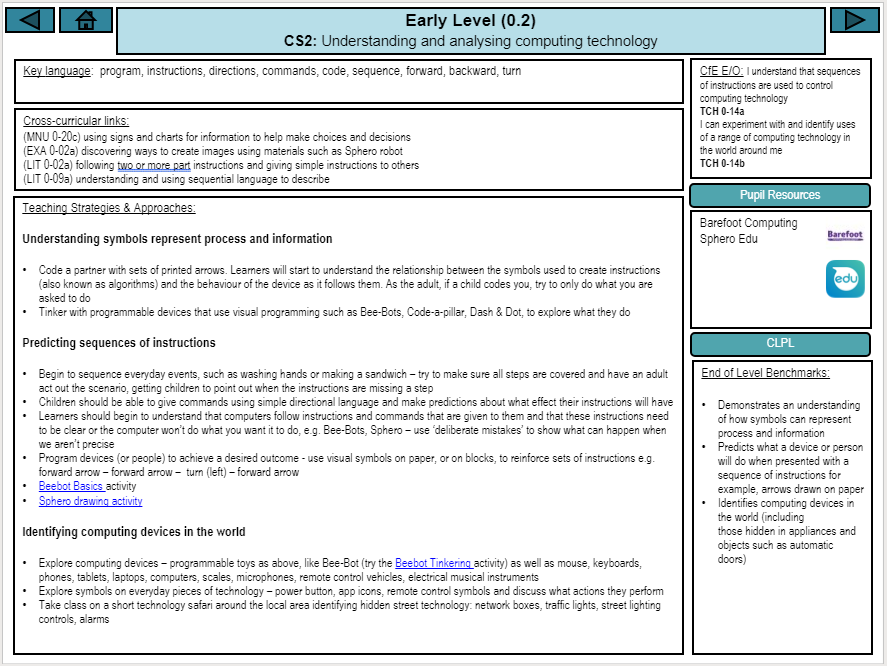 Early Level (0.2)
CS2: Understanding and analysing computing technology
Key language: program, instructions, directions, commands, code, sequence, forward, backward, turn
Cross-curricular links:
(MNU 0-20c) using signs and charts for information to help make choices and decisions
(EXA 0-02a) discovering ways to create images using materials such as Sphero robot
(LIT 0-02a) following two or more part instructions and giving simple instructions to others
(LIT 0-09a) understanding and using sequential language to describe
Teaching Strategies & Approaches:
Understanding symbols represent process and information
• Code a partner with sets of printed arrows. Learners will start to understand the relationship between the symbols used to create instructions
(also known as algorithms) and the behaviour of the device as it follows them. As the adult, if a child codes you, try to only do what you are
asked to do
• Tinker with programmable devices that use visual programming such as Bee-Bots, Code-a-pillar, Dash & Dot, to explore what they do
Predicting sequences of instructions
• Begin to sequence everyday events, such as washing hands or making a sandwich – try to make sure all steps are covered and have an adult
act out the scenario, getting children to point out when the instructions are missing a step
• Children should be able to give commands using simple directional language and make predictions about what effect their instructions will have
• Learners should begin to understand that computers follow instructions and commands that are given to them and that these instructions need
to be clear or the computer won't do what you want it to do, e.g. Bee-Bots, Sphero – use 'deliberate mistakes' to show what can happen when
we aren't precise
• Program devices (or people) to achieve a desired outcome - use visual symbols on paper, or on blocks, to reinforce sets of instructions e.g.
forward arrow – forward arrow – turn (left) – forward arrow
• Beebot Basics activity
• Sphero drawing activity
Identifying computing devices in the world
• Explore computing devices – programmable toys as above, like Bee-Bot (try the Beebot Tinkering activity) as well as mouse, keyboards,
phones, tablets, laptops, computers, scales, microphones, remote control vehicles, electrical musical instruments
• Explore symbols on everyday pieces of technology – power button, app icons, remote control symbols and discuss what actions they perform
• Take class on a short technology safari around the local area identifying hidden street technology: network boxes, traffic lights, street lighting
controls, alarms
CfE E/O: I understand that sequences
of instructions are used to control
computing technology
TCH 0-14a
I can experiment with and identify uses
of a range of computing technology in
the world around me
TCH 0-14b
Pupil Resources
Barefoot Computing
Sphero Edu
Barefoot
edu
CLPL
End of Level Benchmarks:
• Demonstrates an understanding
of how symbols can represent
process and information
• Predicts what a device or person
will do when presented with a
sequence of instructions for
example, arrows drawn on paper
• Identifies computing devices in
the world (including
those hidden in appliances and
objects such as automatic
doors)